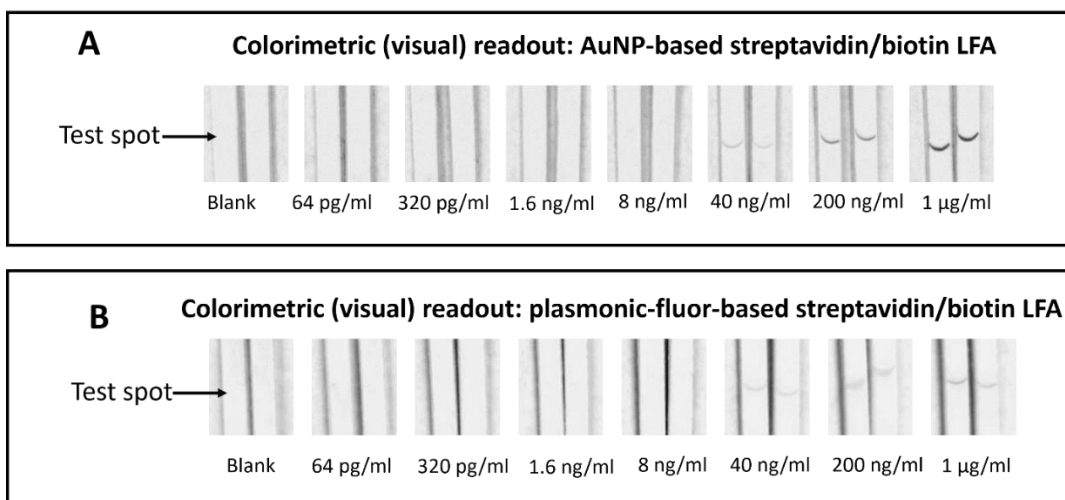 A
Colorimetric (visual) readout: AuNP-based streptavidin/biotin LFA
Test spot
Blank 64 pg/ml 320 pg/ml 1.6 ng/ml 8 ng/ml 40 ng/ml 200 ng/ml 1 µg/ml
B
Colorimetric (visual) readout: plasmonic-fluor-based streptavidin/biotin LFA
Test spot
Blank 64 pg/ml 320 pg/ml 1.6 ng/ml 8 ng/ml 40 ng/ml 200 ng/ml 1 µg/ml